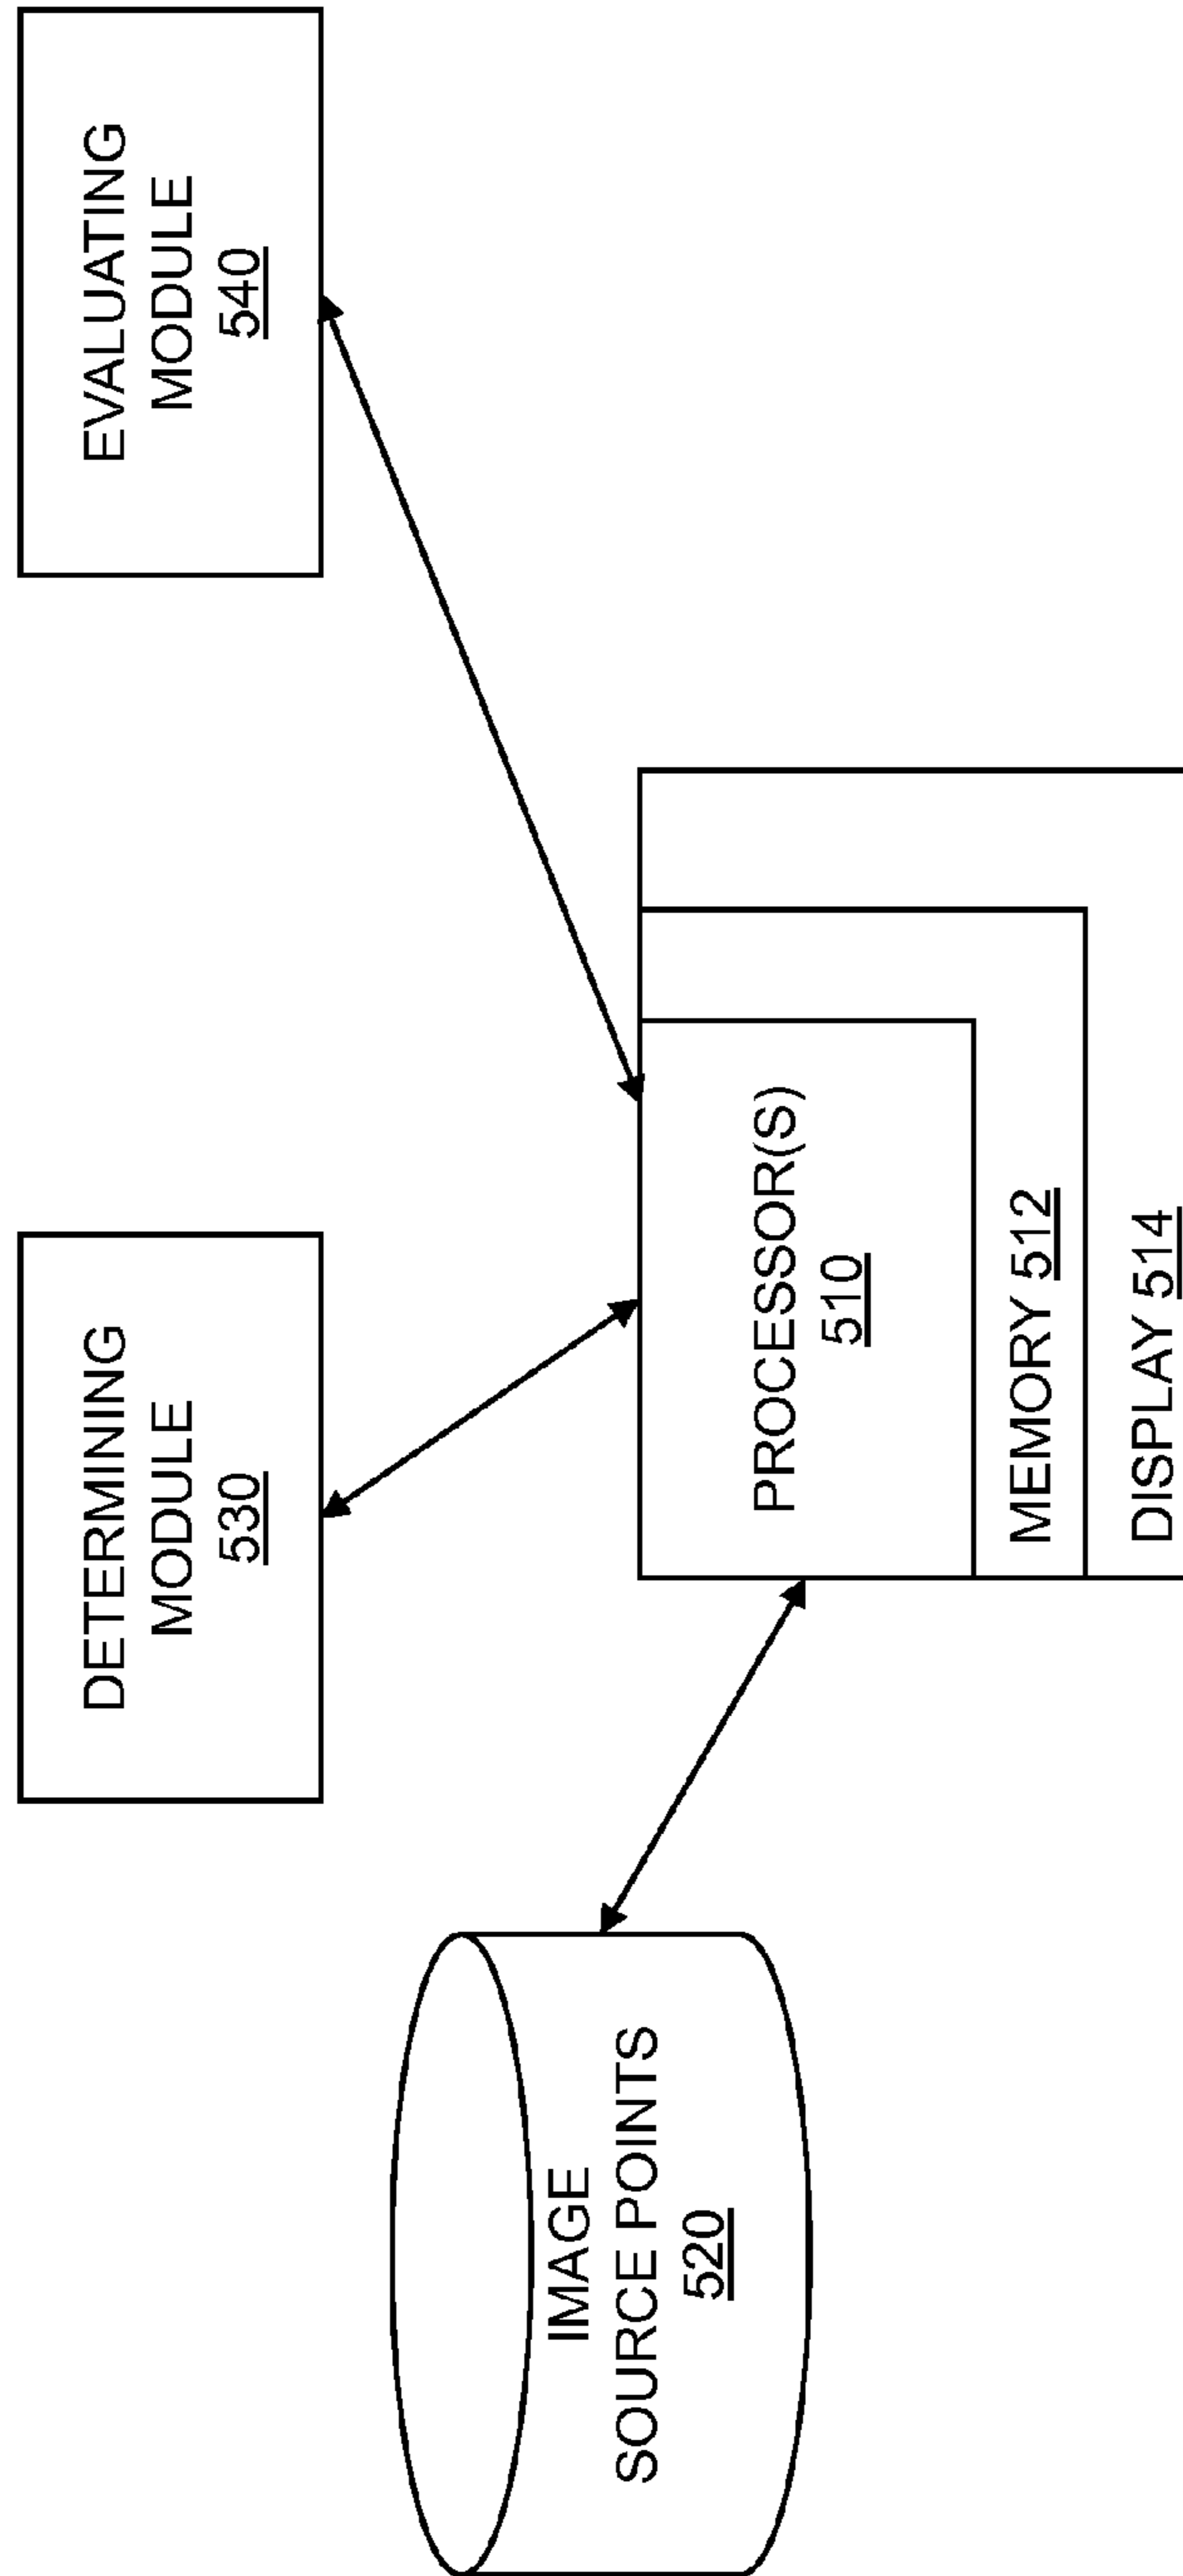 IMAGE
SOURCE POINTS
520
DETERMINING
MODULE
530
EVALUATING
MODULE
540
PROCESSOR(S)
510
MEMORY 512
DISPLAY 514